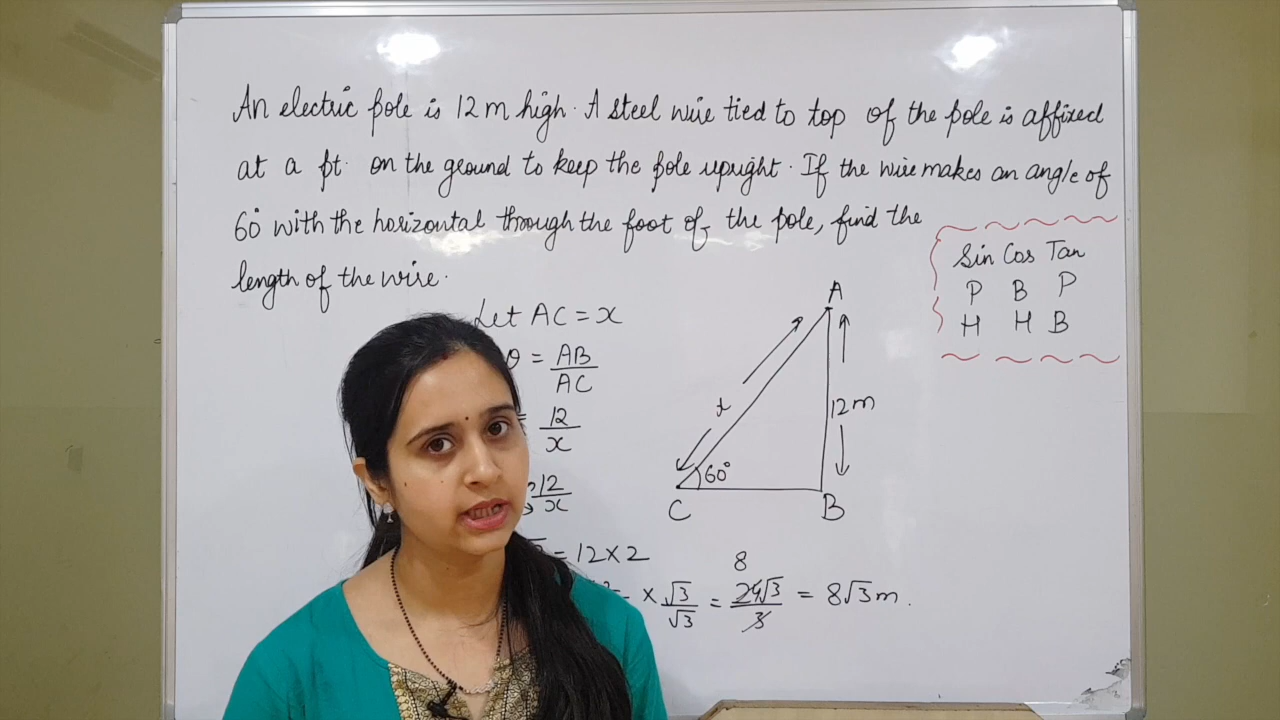 An electric pole is 12 m high. A steel wire tied to top of the pole is affixed
at a pt. on the ground to keep the pole upright. If the wire makes an angle of
60° with the horizontal through the foot of the pole, find the
length of the wire.
Sin Cos Tan
P B P
H H B
Let AC = x
θ = AB/AC
= 12/x
12/x
= 12 × 2
× √3/√3 = 24√3/3 = 8√3 m.
8
A
x
12 m
60°
C
B